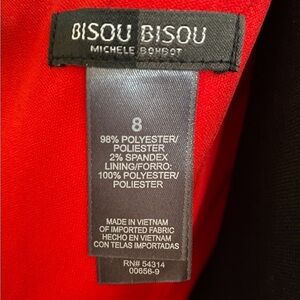 BISOU BISOU
MICHELE BOHBOT
8
98% POLYESTER/
POLIESTER
2% SPANDEX
LINING/FORRO:
100% POLYESTER/
POLIESTER
MADE IN VIETNAM
OF IMPORTED FABRIC
HECHO EN VIETNAM
CON TELAS IMPORTADAS
RN# 54314
00656-9